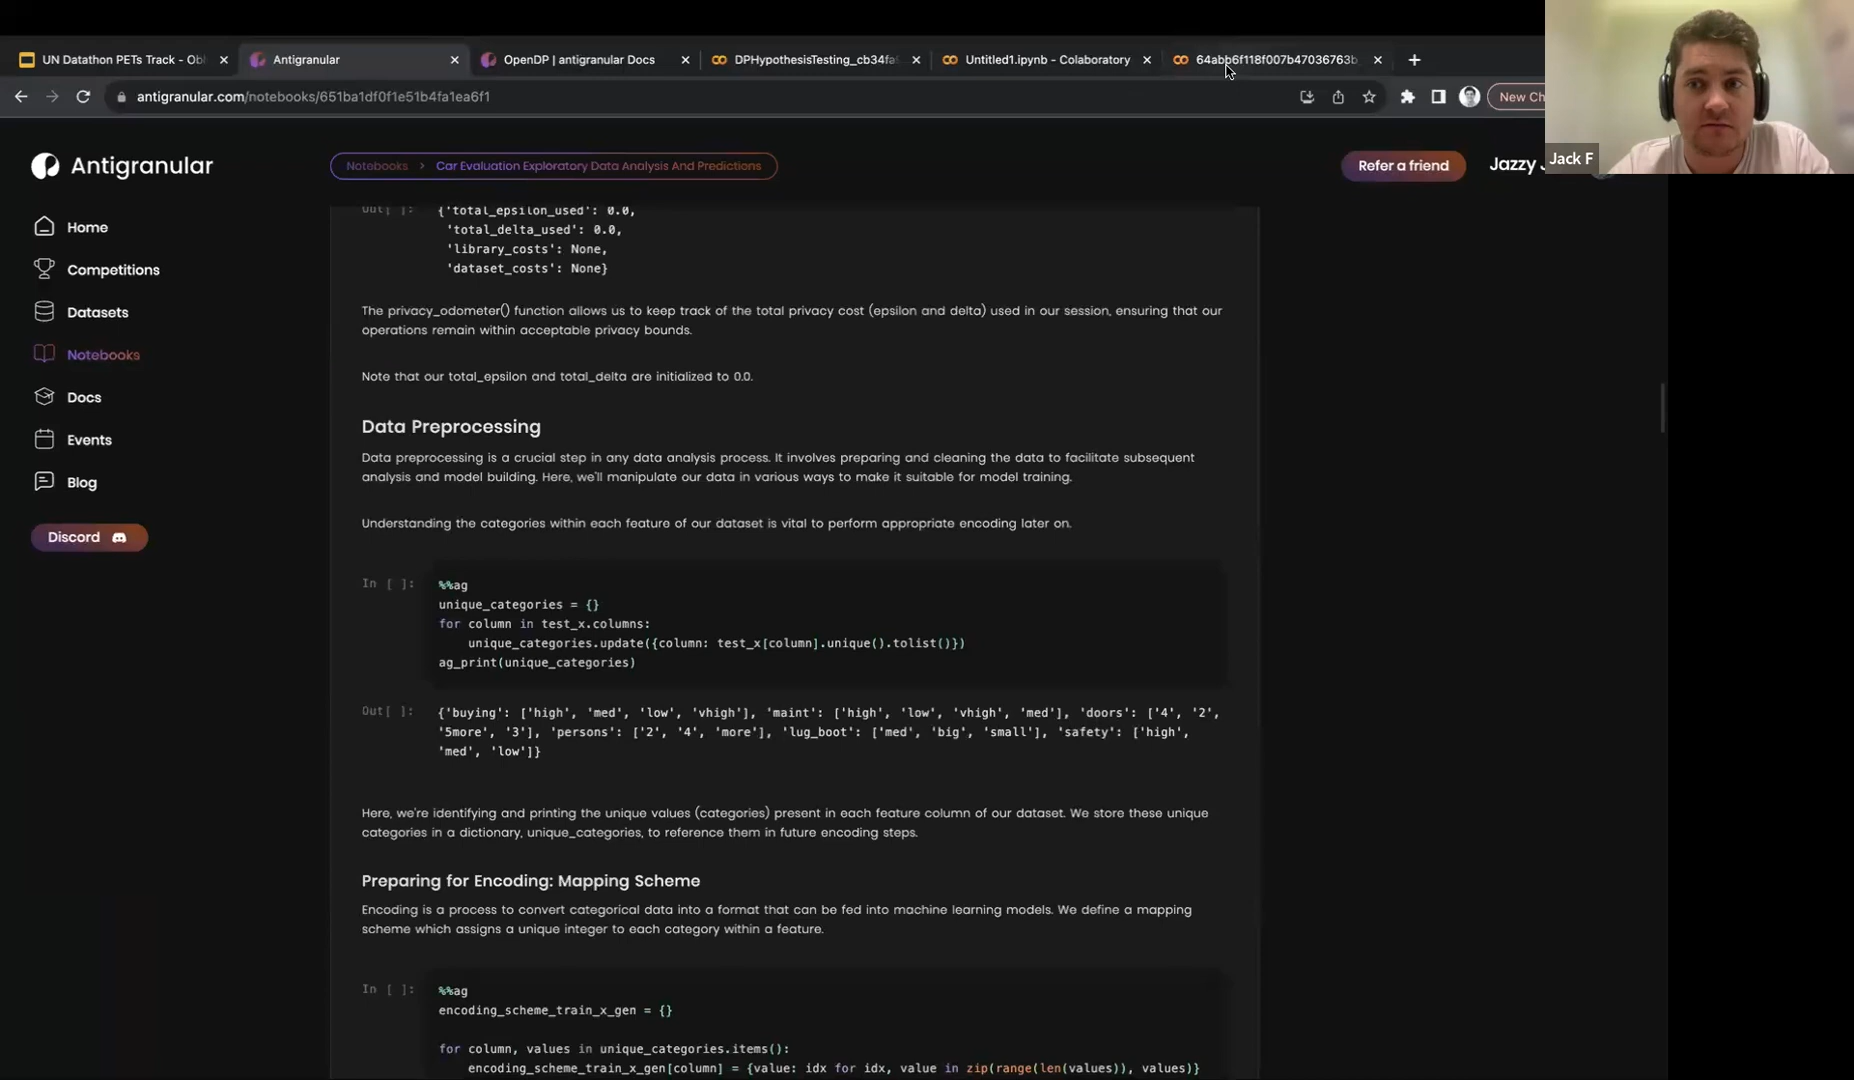 UN Datathon PETs Track - Ob
Antigranular
OpenDP | antigranular Docs
DPHypothesisTesting_cb34fa
Untitled1.ipynb - Colaboratory
64abb6f118f007b47036763b
antigranular.com/notebooks/651ba1df0f1e51b4fa1ea6f1
New Ch
Jack F
Antigranular
Notebooks > Car Evaluation Exploratory Data Analysis And Predictions
Refer a friend
Jazzy
Home
Competitions
Datasets
Notebooks
Docs
Events
Blog
Discord
Out[ ]: {'total_epsilon_used': 0.0,
'total_delta_used': 0.0,
'library_costs': None,
'dataset_costs': None}
The privacy_odometer() function allows us to keep track of the total privacy cost (epsilon and delta) used in our session, ensuring that our
operations remain within acceptable privacy bounds.
Note that our total_epsilon and total_delta are initialized to 0.0.
Data Preprocessing
Data preprocessing is a crucial step in any data analysis process. It involves preparing and cleaning the data to facilitate subsequent
analysis and model building. Here, we'll manipulate our data in various ways to make it suitable for model training.
Understanding the categories within each feature of our dataset is vital to perform appropriate encoding later on.
In [ ]: %%ag
unique_categories = {}
for column in test_x.columns:
unique_categories.update({column: test_x[column].unique().tolist()})
ag_print(unique_categories)
Out[ ]: {'buying': ['high', 'med', 'low', 'vhigh'], 'maint': ['high', 'low', 'vhigh', 'med'], 'doors': ['4', '2',
'5more', '3'], 'persons': ['2', '4', 'more'], 'lug_boot': ['med', 'big', 'small'], 'safety': ['high',
'med', 'low']}
Here, we're identifying and printing the unique values (categories) present in each feature column of our dataset. We store these unique
categories in a dictionary, unique_categories, to reference them in future encoding steps.
Preparing for Encoding: Mapping Scheme
Encoding is a process to convert categorical data into a format that can be fed into machine learning models. We define a mapping
scheme which assigns a unique integer to each category within a feature.
In [ ]: %%ag
encoding_scheme_train_x_gen = {}
for column, values in unique_categories.items():
encoding_scheme_train_x_gen[column] = {value: idx for idx, value in zip(range(len(values)), values)}